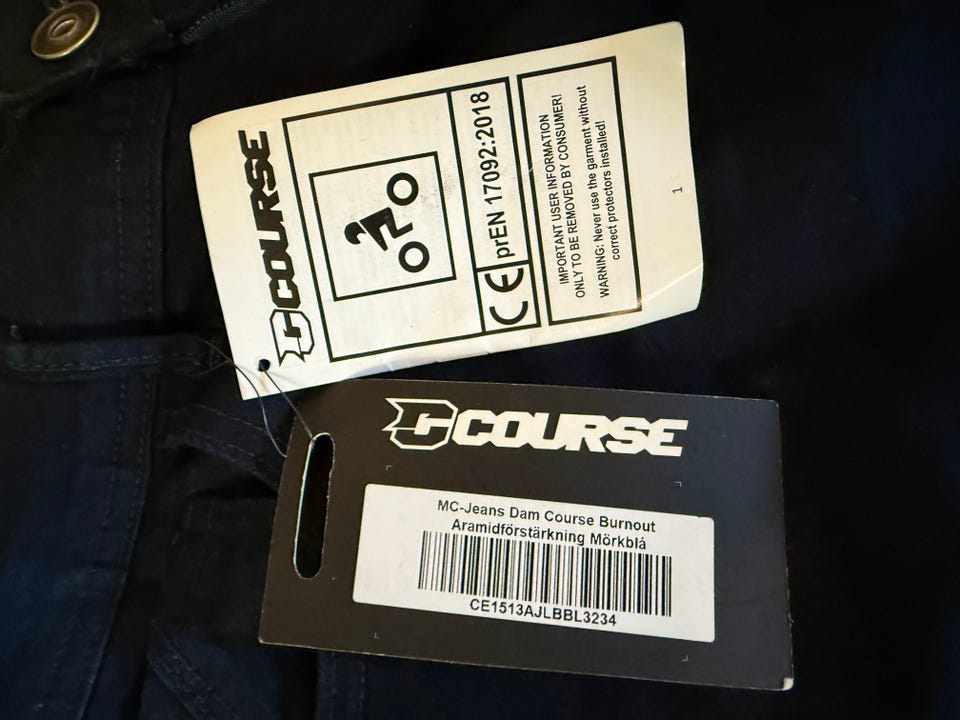 COURSE
CE prEN 17092:2018
IMPORTANT USER INFORMATION
ONLY TO BE REMOVED BY CONSUMER!
WARNING: Never use the garment without
correct protectors installed!
1
COURSE
MC-Jeans Dam Course Burnout
Aramidförstärkning Mörkblå
CE1513AJLBBL3234